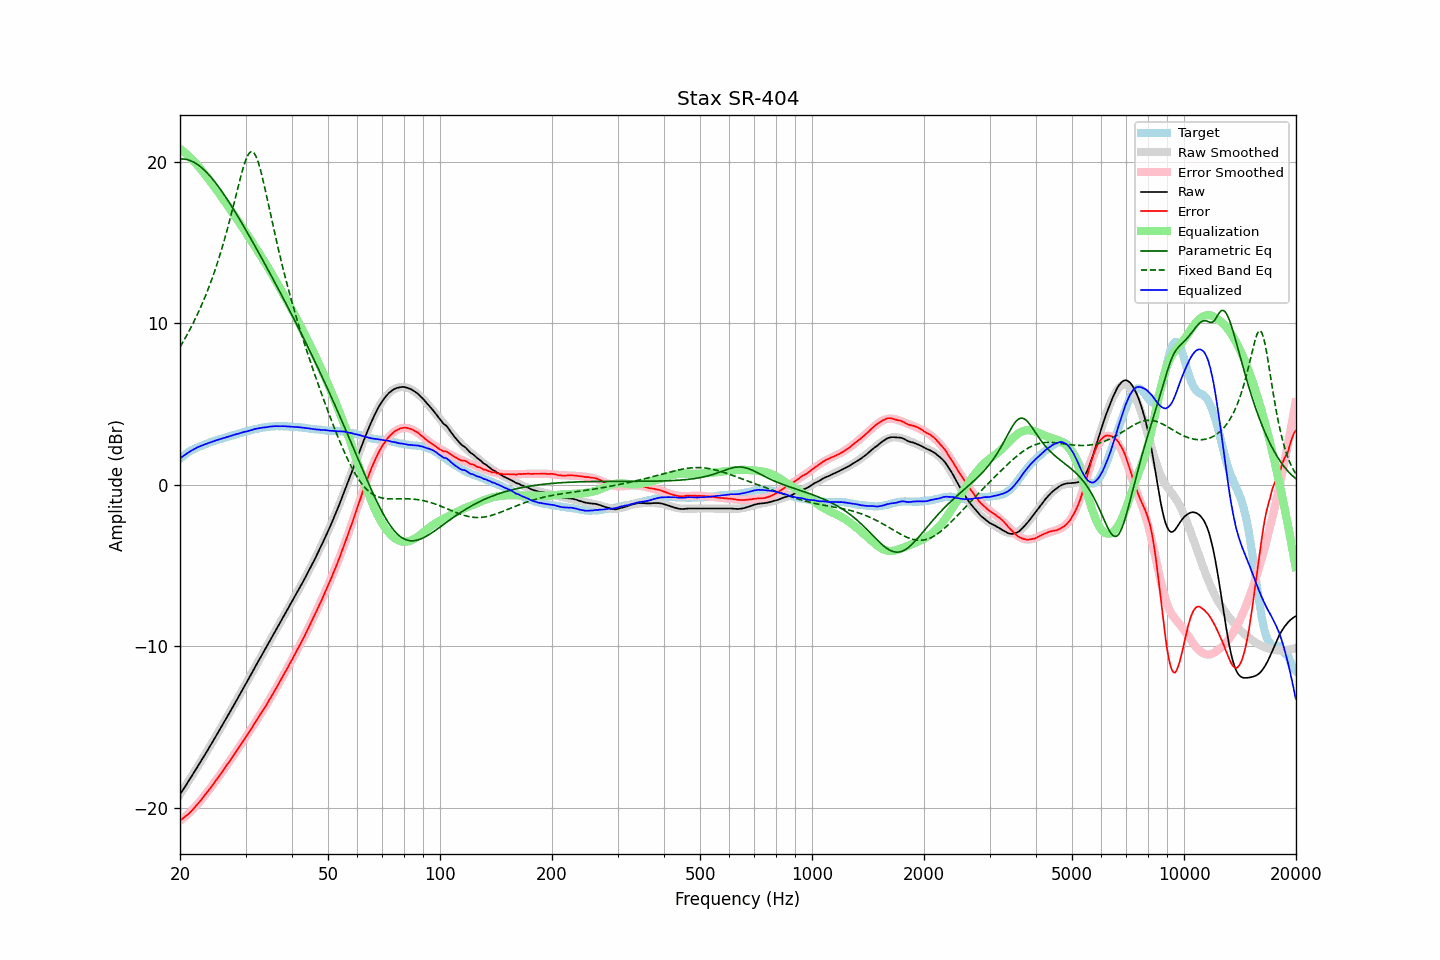 Stax SR-404
Target
Raw Smoothed
Error Smoothed
Raw
Error
Equalization
Parametric Eq
Fixed Band Eq
Equalized
Amplitude (dBr)
20
10
0
−10
−20
20
50
100
200
500
1000
2000
5000
10000
20000
Frequency (Hz)